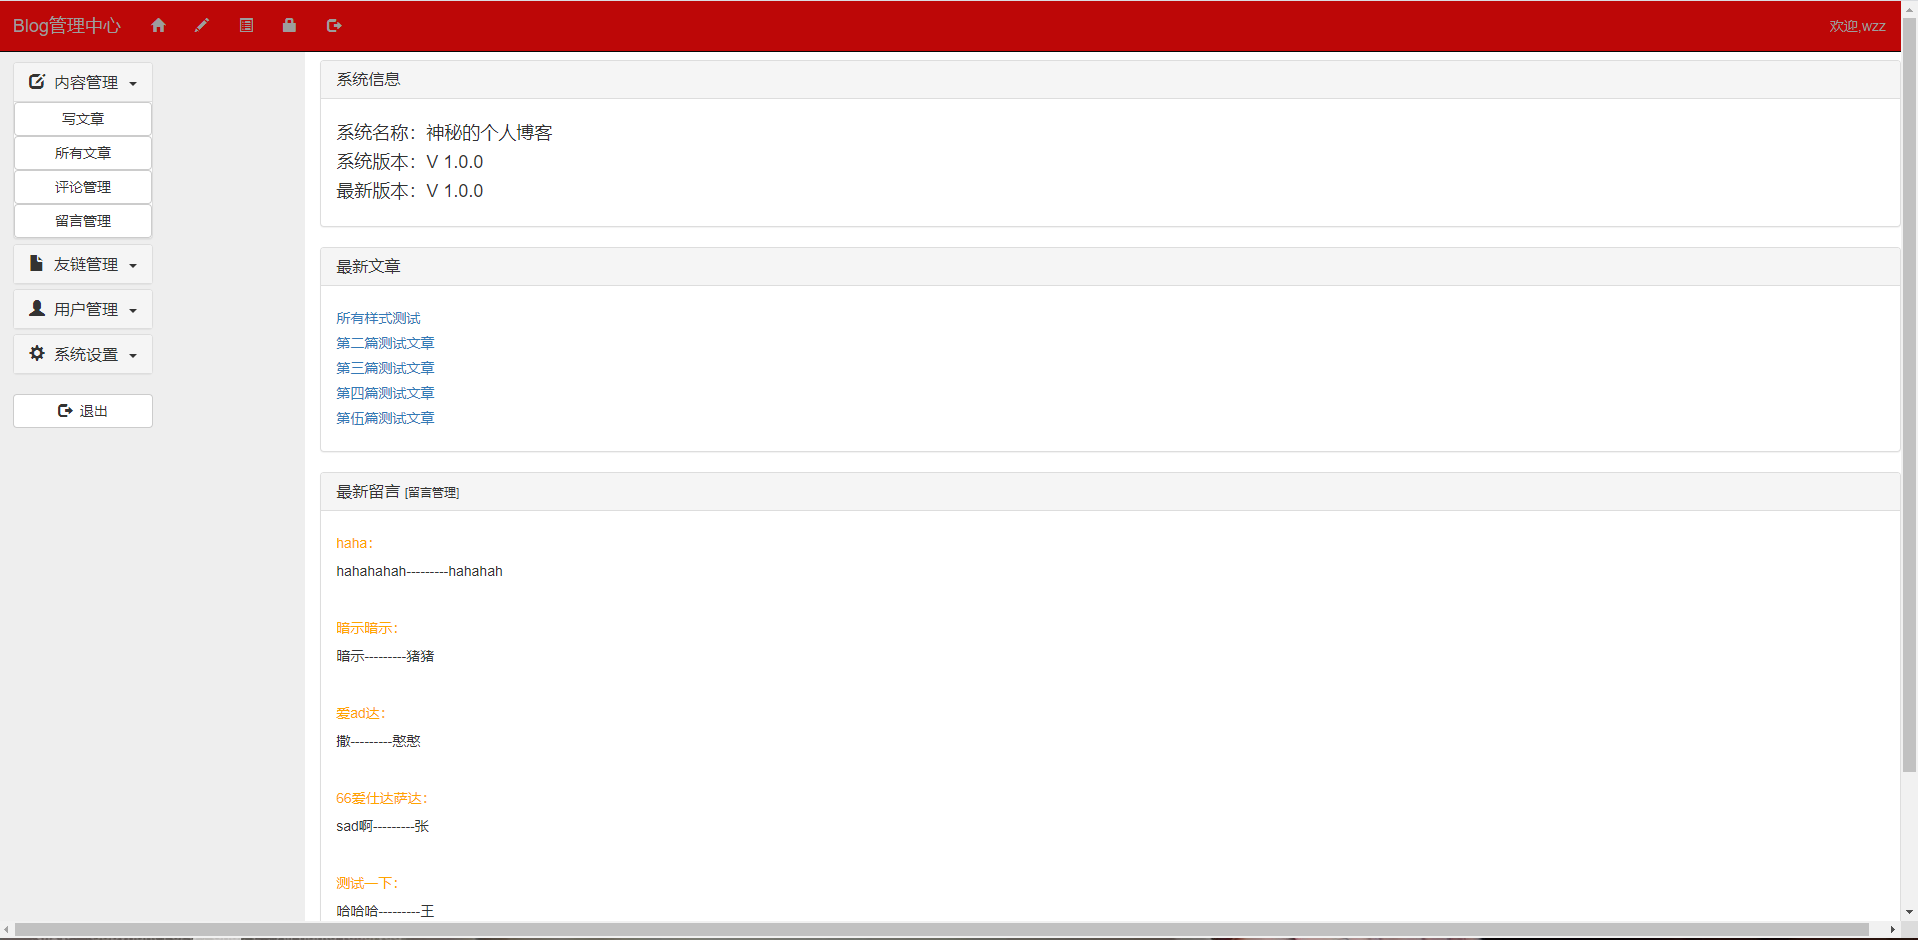 Blog管理中心
欢迎,wzz
内容管理
写文章
所有文章
评论管理
留言管理
友链管理
用户管理
系统设置
退出
系统信息
系统名称：神秘的个人博客
系统版本：V 1.0.0
最新版本：V 1.0.0
最新文章
所有样式测试
第二篇测试文章
第三篇测试文章
第四篇测试文章
第伍篇测试文章
最新留言 [留言管理]
haha：
hahahahah---------hahahah
暗示暗示：
暗示---------猪猪
爱ad达：
撒---------憨憨
66爱仕达萨达：
sad啊---------张
测试一下：
哈哈哈---------王